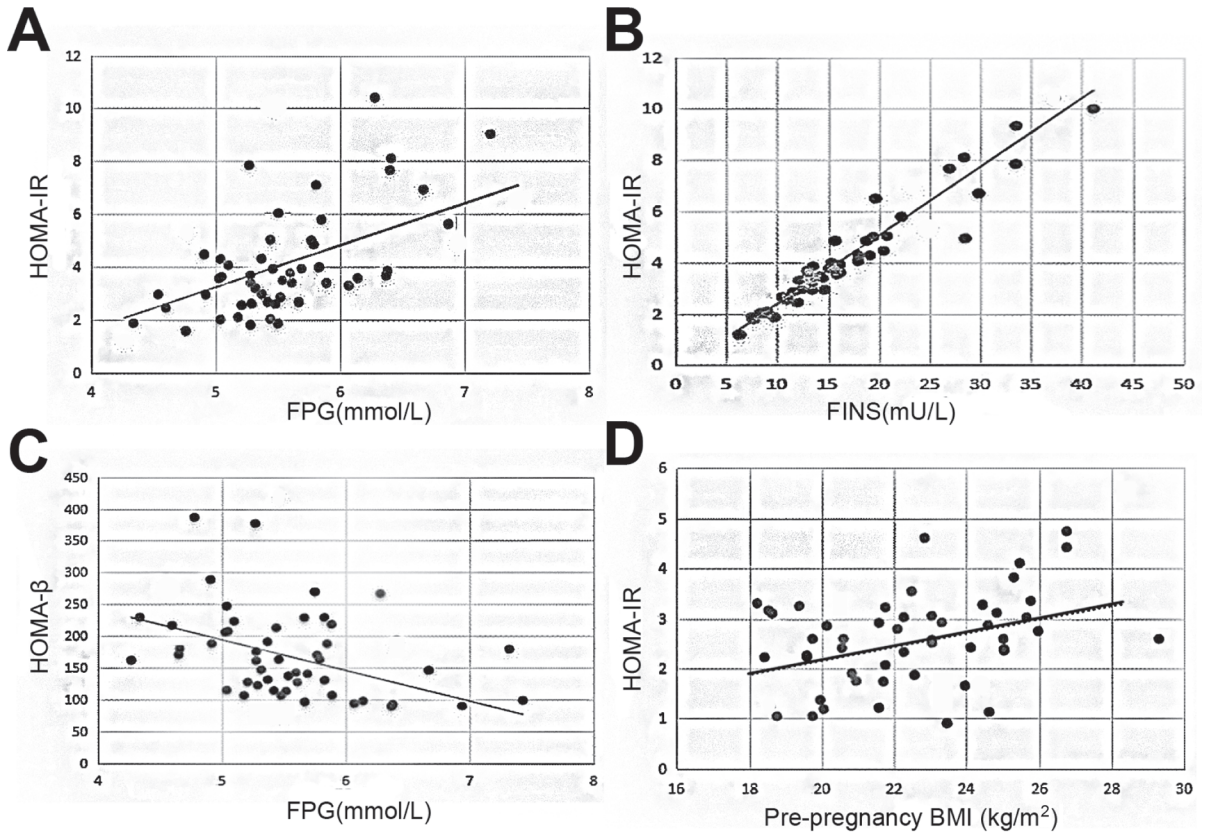 A
HOMA-IR
12
10
8
6
4
2
0
4 5 6 7 8
FPG(mmol/L)
B
HOMA-IR
12
10
8
6
4
2
0
0 5 10 15 20 25 30 35 40 45 50
FINS(mU/L)
C
HOMA-β
450
400
350
300
250
200
150
100
50
0
4 5 6 7 8
FPG(mmol/L)
D
HOMA-IR
6
5
4
3
2
1
0
16 18 20 22 24 26 28 30
Pre-pregnancy BMI (kg/m²)